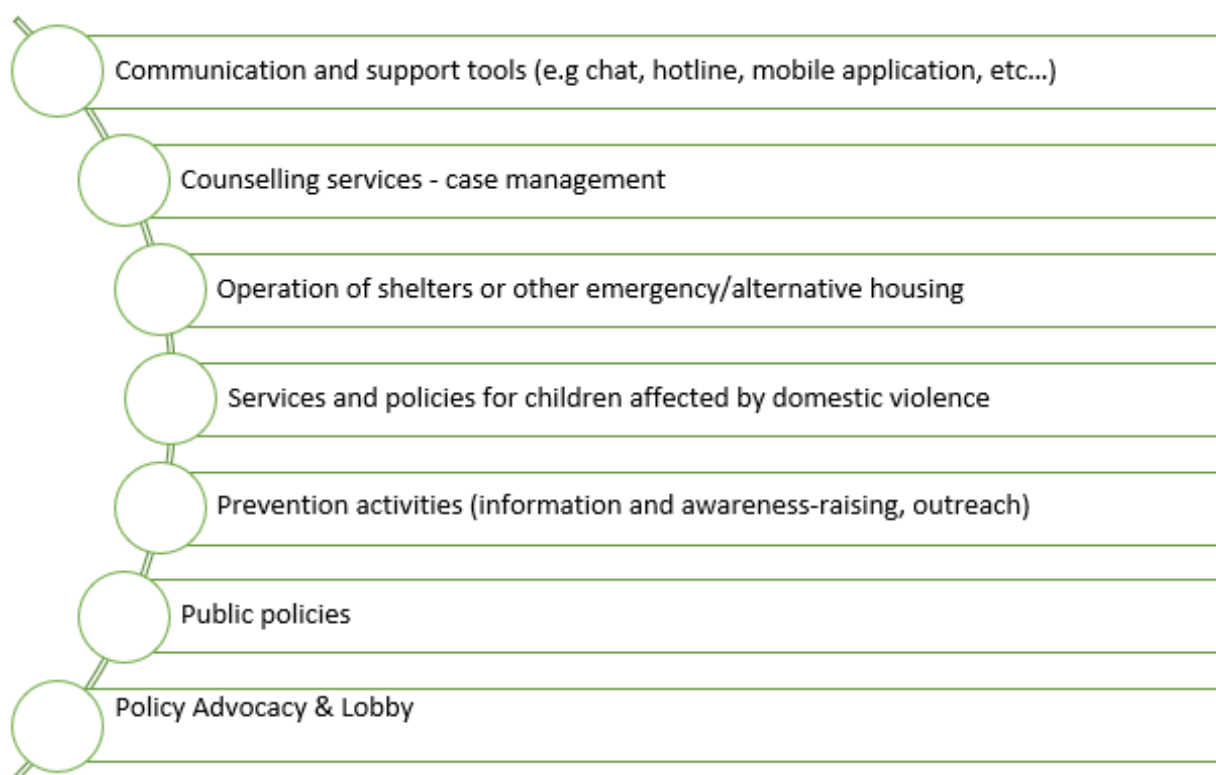 Communication and support tools (e.g chat, hotline, mobile application, etc...)
Counselling services - case management
Operation of shelters or other emergency/alternative housing
Services and policies for children affected by domestic violence
Prevention activities (information and awareness-raising, outreach)
Public policies
Policy Advocacy & Lobby